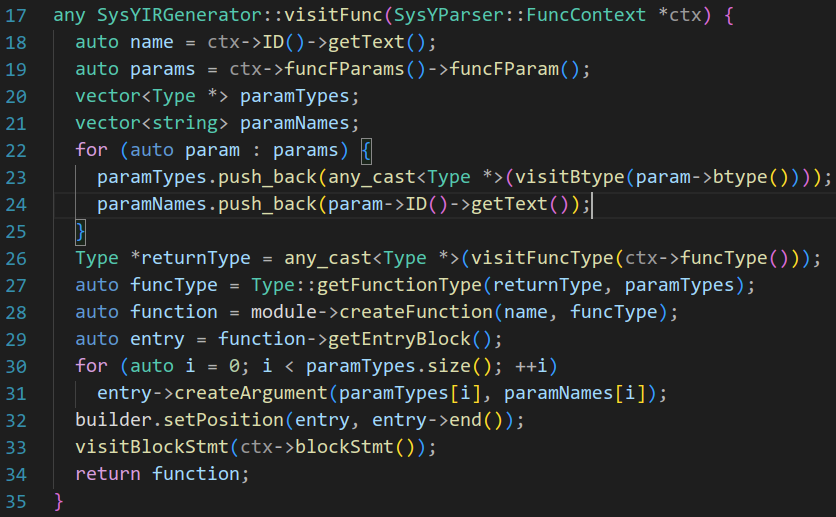 17 any SysYIRGenerator::visitFunc(SysYParser::FuncContext *ctx) {
18   auto name = ctx->ID()->getText();
19   auto params = ctx->funcFParams()->funcFParam();
20   vector<Type *> paramTypes;
21   vector<string> paramNames;
22   for (auto param : params) {
23     paramTypes.push_back(any_cast<Type *>(visitBtype(param->btype())));
24     paramNames.push_back(param->ID()->getText());
25   }
26   Type *returnType = any_cast<Type *>(visitFuncType(ctx->funcType()));
27   auto funcType = Type::getFunctionType(returnType, paramTypes);
28   auto function = module->createFunction(name, funcType);
29   auto entry = function->getEntryBlock();
30   for (auto i = 0; i < paramTypes.size(); ++i)
31     entry->createArgument(paramTypes[i], paramNames[i]);
32   builder.setPosition(entry, entry->end());
33   visitBlockStmt(ctx->blockStmt());
34   return function;
35 }